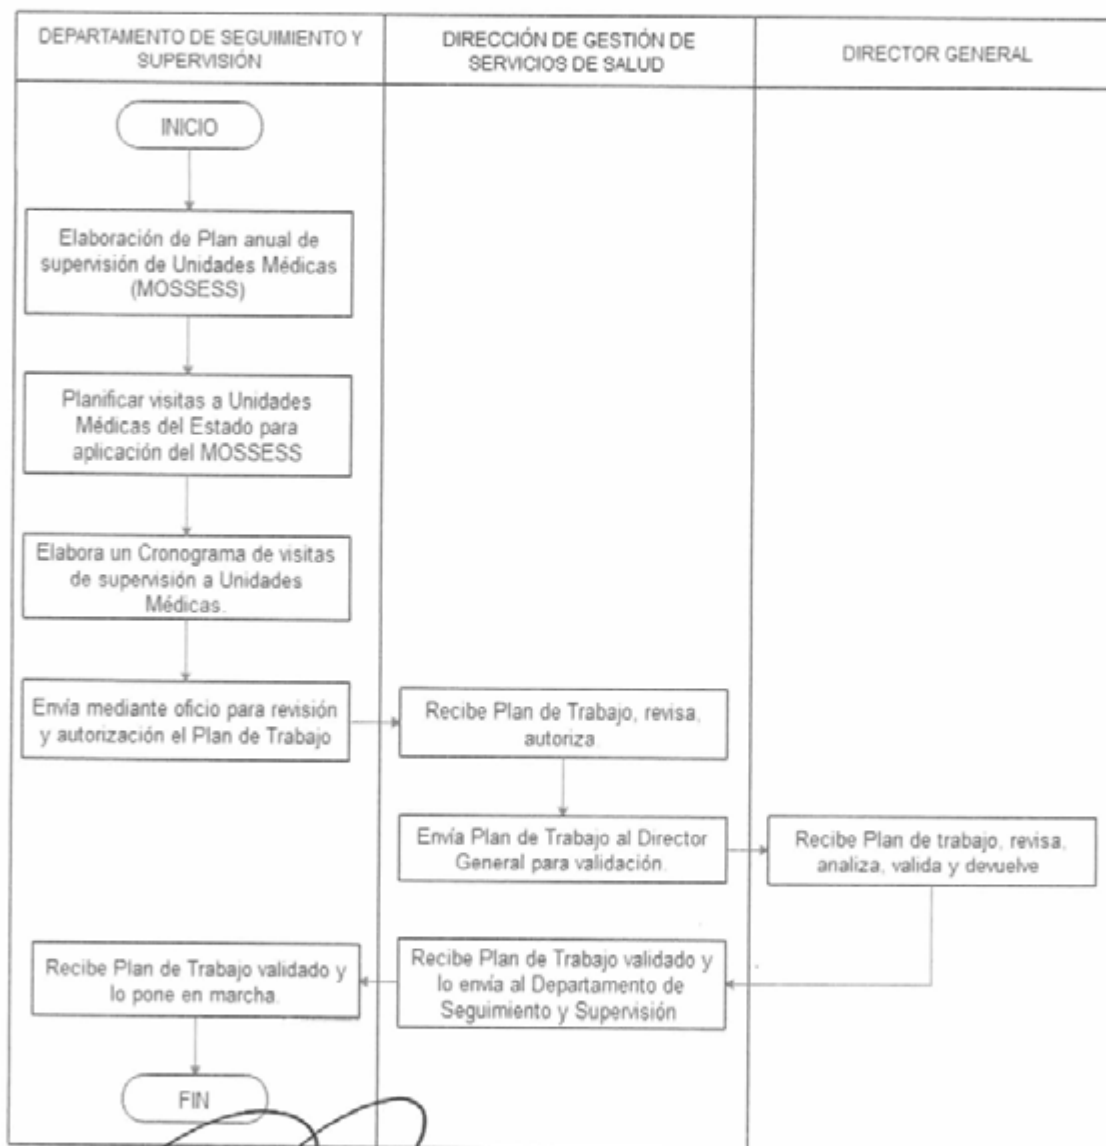 DEPARTAMENTO DE SEGUIMIENTO Y
SUPERVISIÓN
DIRECCIÓN DE GESTIÓN DE
SERVICIOS DE SALUD
DIRECTOR GENERAL
INICIO
Elaboración de Plan anual de
supervisión de Unidades Médicas
(MOSSESS)
Planificar visitas a Unidades
Médicas del Estado para
aplicación del MOSSESS
Elabora un Cronograma de visitas
de supervisión a Unidades
Médicas.
Envía mediante oficio para revisión
y autorización el Plan de Trabajo
Recibe Plan de Trabajo, revisa,
autoriza.
Envía Plan de Trabajo al Director
General para validación.
Recibe Plan de trabajo, revisa,
analiza, valida y devuelve
Recibe Plan de Trabajo validado y
lo envía al Departamento de
Seguimiento y Supervisión
Recibe Plan de Trabajo validado y
lo pone en marcha.
FIN